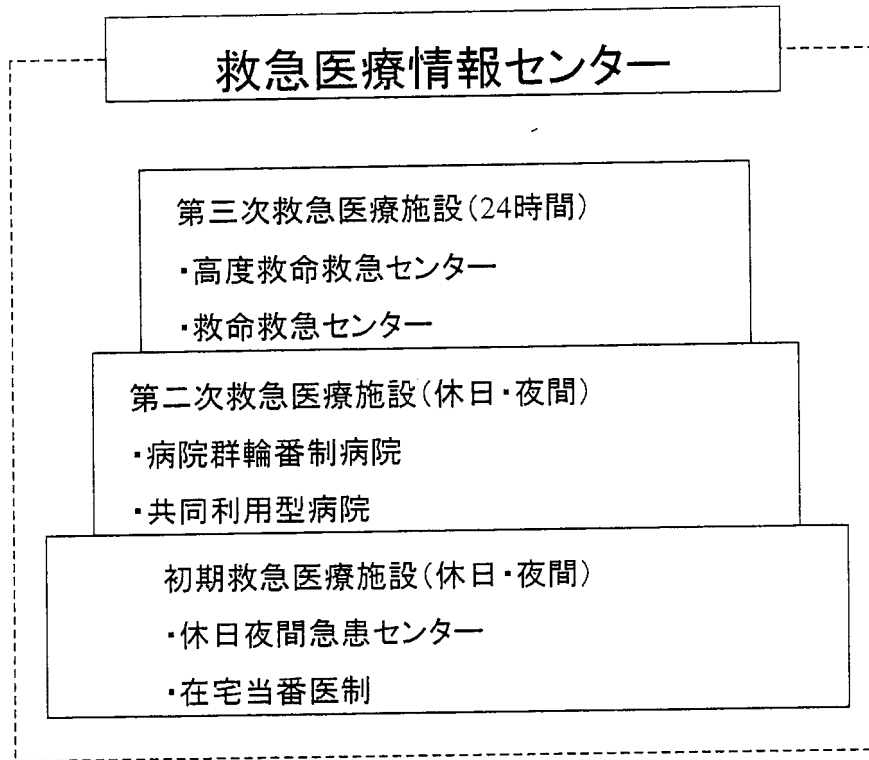 救急医療情報センター
第三次救急医療施設（24時間）
・高度救命救急センター
・救命救急センター
第二次救急医療施設（休日・夜間）
・病院群輪番制病院
・共同利用型病院
初期救急医療施設（休日・夜間）
・休日夜間急患センター
・在宅当番医制